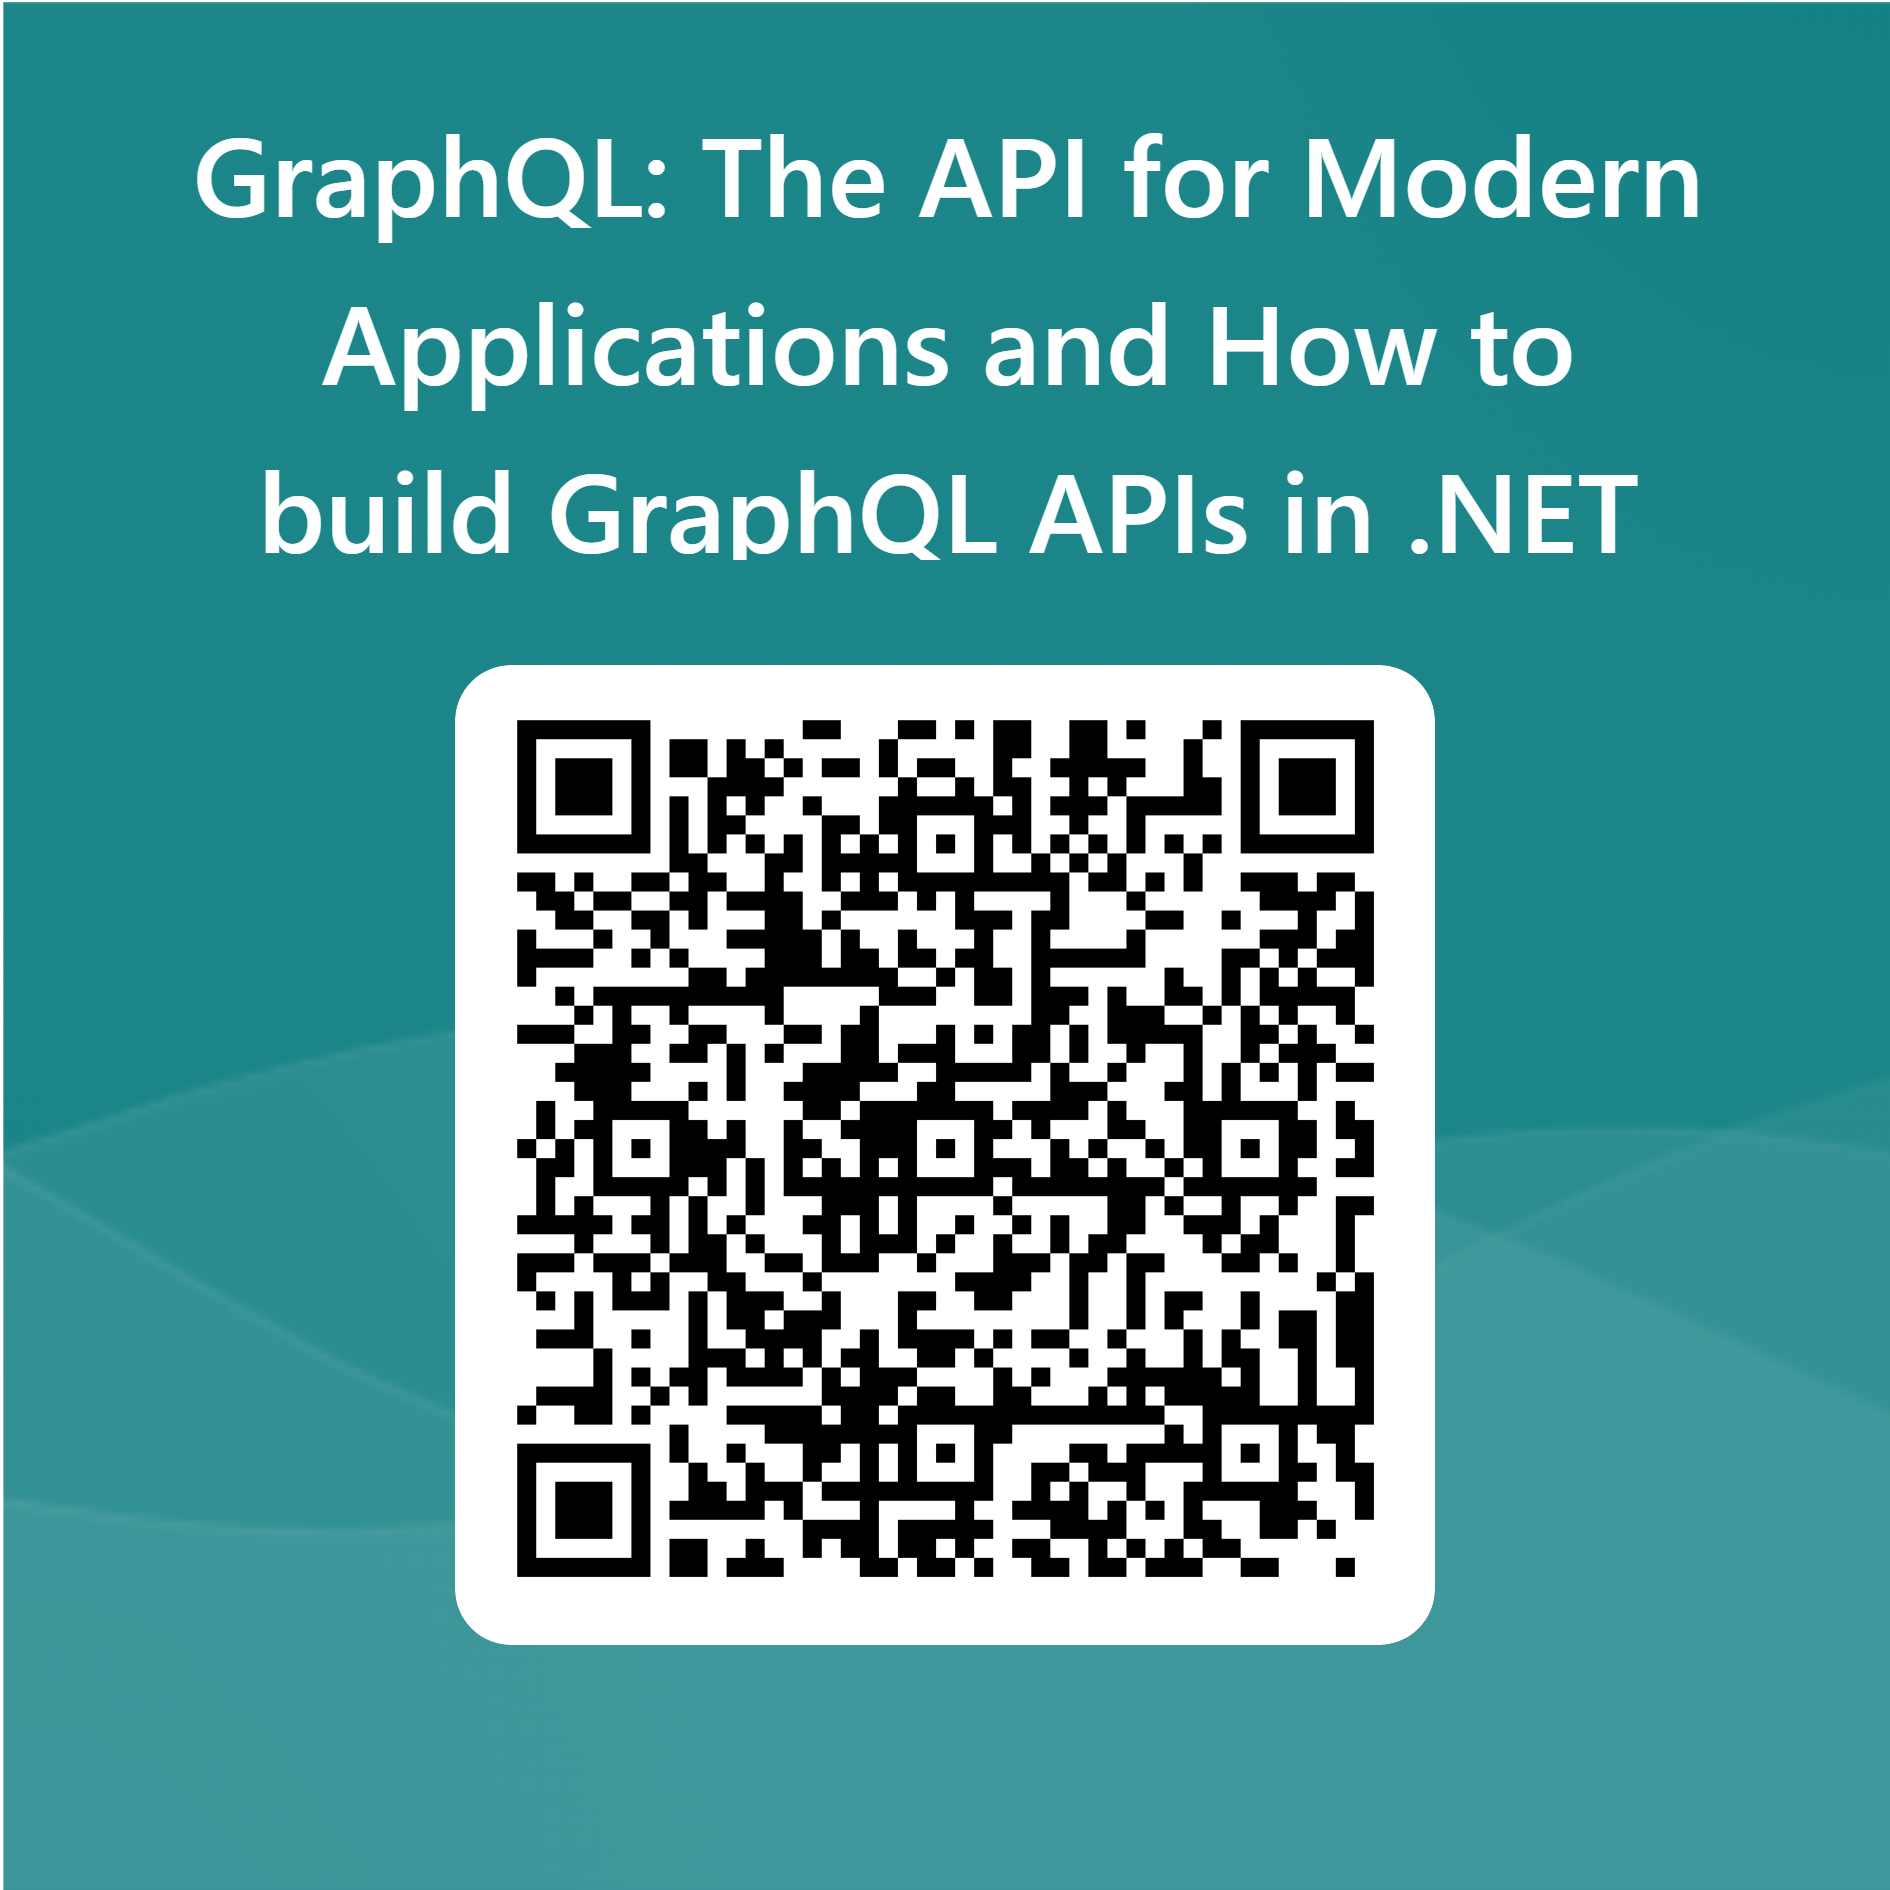 GraphQL: The API for Modern
Applications and How to
build GraphQL APIs in .NET